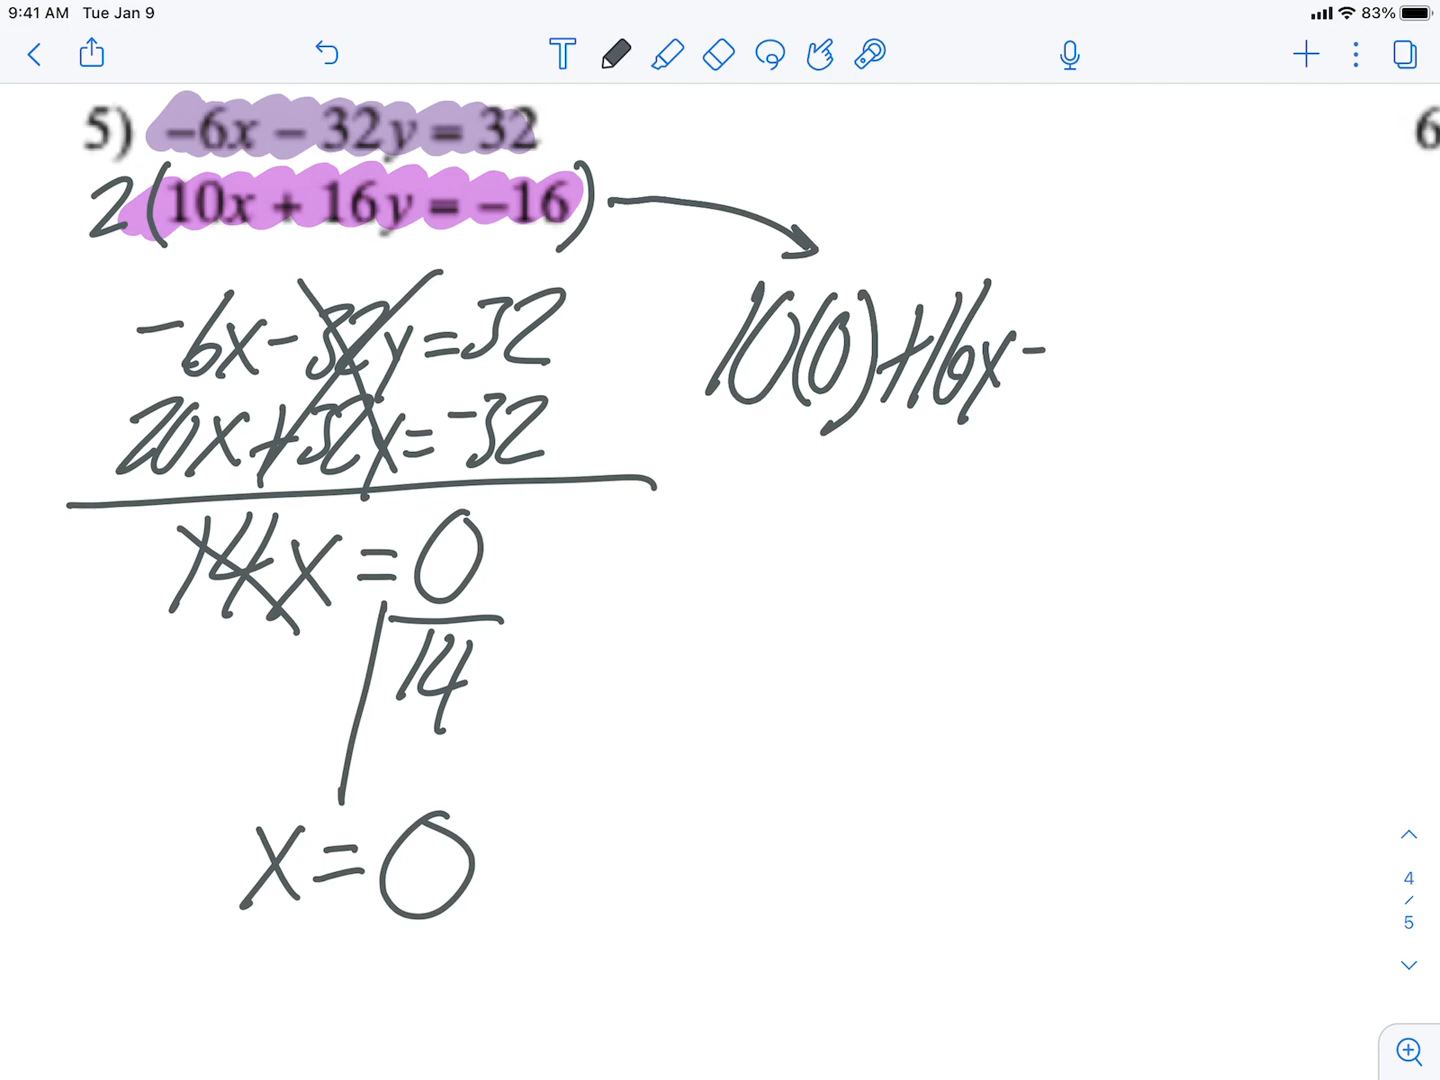 9:41 AM Tue Jan 9
83%
T
5) −6x − 32y = 32
6
2(10x + 16y = −16)
-6x-32y=32
10(0)+16x-
20x+32x=-32
14x=0
14
x=0
4
/
5